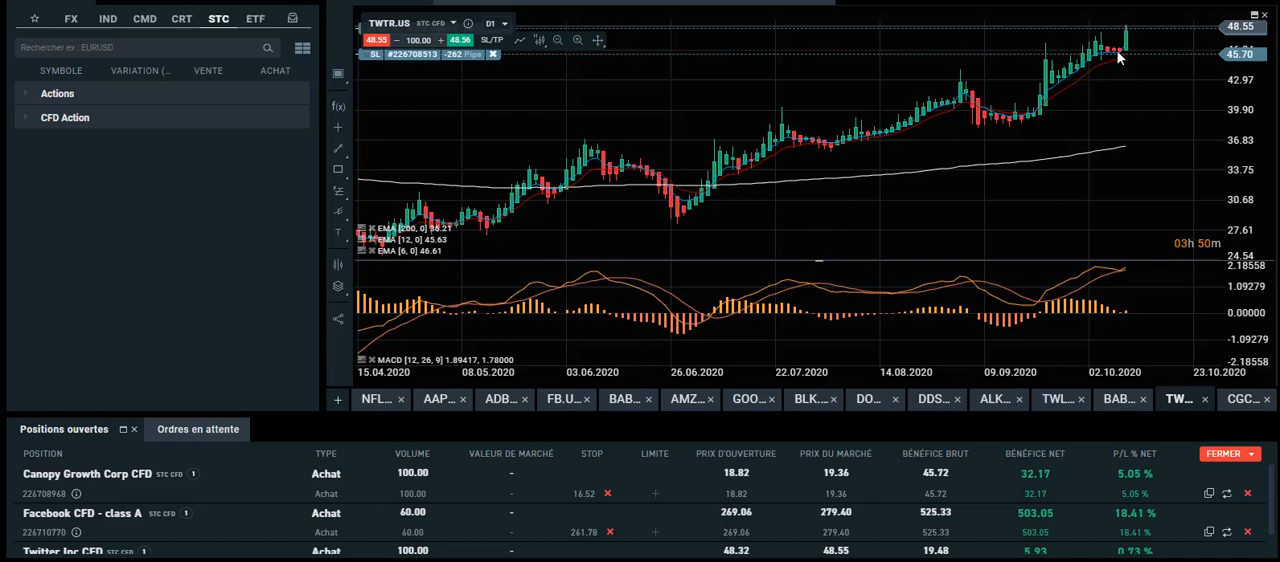 FX IND CMD CRT STC ETF
Rechercher ex : EURUSD
SYMBOLE VARIATION (... VENTE ACHAT
Actions
CFD Action
TWTR.US STC CFD D1
48.55 100.00 48.56 SL/TP
SL #226708513 -262 Pips
f(x)
T
48.55
45.70
42.97
39.90
36.83
33.75
30.68
27.61
24.54
EMA [200, 0] 36.21
EMA [12, 0] 45.63
EMA [6, 0] 46.61
03h 50m
2.18558
1.09279
0.00000
-1.09279
-2.18558
MACD [12, 26, 9] 1.89417, 1.78000
15.04.2020 08.05.2020 03.06.2020 26.06.2020 22.07.2020 14.08.2020 09.09.2020 02.10.2020 23.10.2020
+ NFL... AAP... ADB... FB.U... BAB... AMZ... GOO... BLK.... DO... DDS... ALK... TWL... BAB... TW... CGC...
Positions ouvertes Ordres en attente
POSITION TYPE VOLUME VALEUR DE MARCHÉ STOP LIMITE PRIX D'OUVERTURE PRIX DU MARCHÉ BÉNÉFICE BRUT BÉNÉFICE NET P/L % NET FERMER
Canopy Growth Corp CFD STC CFD 1 Achat 100.00 - 18.82 19.36 45.72 32.17 5.05 %
226708968 Achat 100.00 - 16.52 18.82 19.36 45.72 32.17 5.05 %
Facebook CFD - class A STC CFD 1 Achat 60.00 - 269.06 279.40 525.33 503.05 18.41 %
226710770 Achat 60.00 - 261.78 269.06 279.40 525.33 503.05 18.41 %
Twitter Inc CFD STC CFD 1 Achat 100.00 - 48.32 48.55 19.48 5.93 0.73 %